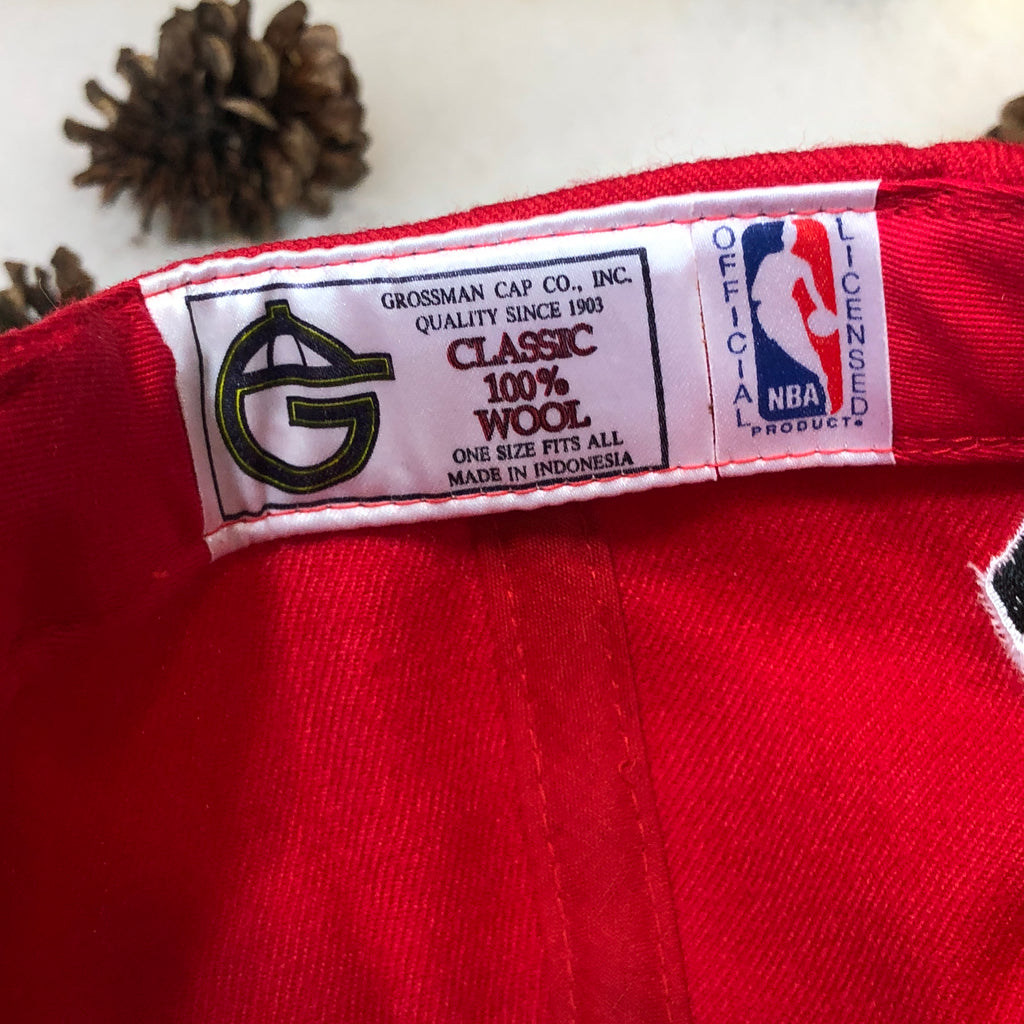 GROSSMAN CAP CO., INC.
QUALITY SINCE 1903
CLASSIC
100%
WOOL
ONE SIZE FITS ALL
MADE IN INDONESIA
OFFICIAL
LICENSED
NBA
PRODUCT